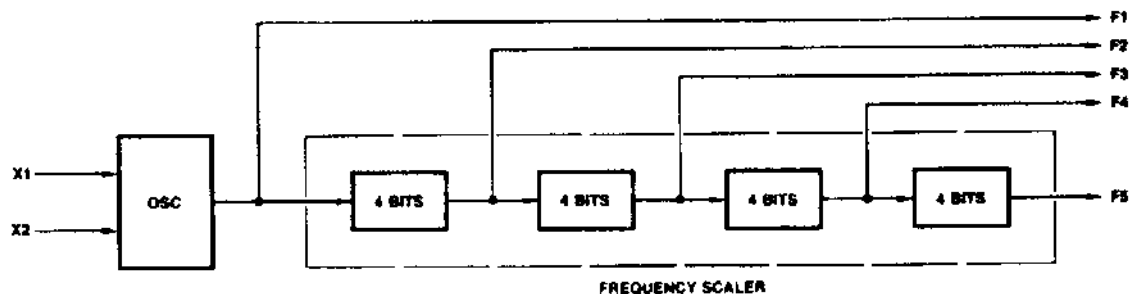 F1
F2
F3
F4
X1
OSC
4 BITS
4 BITS
4 BITS
4 BITS
F5
X2
FREQUENCY SCALER